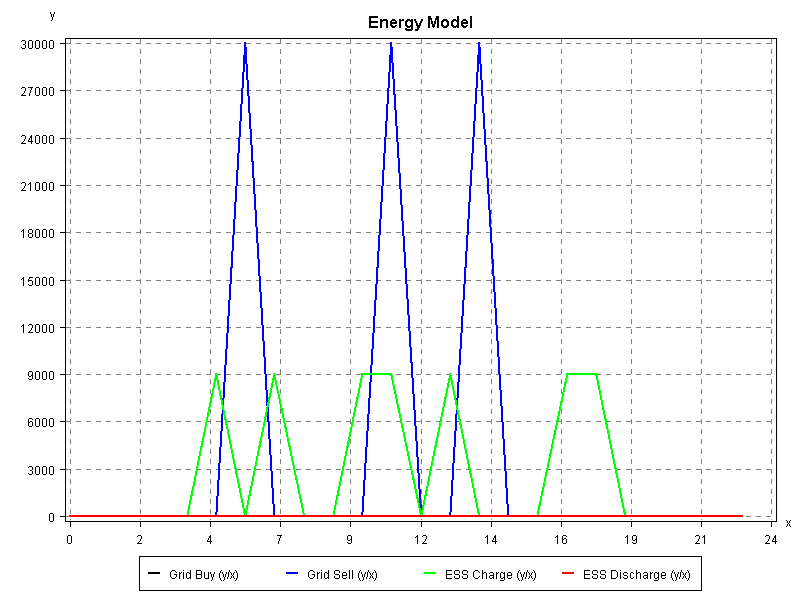 Energy Model
y
30000
27000
24000
21000
18000
15000
12000
9000
6000
3000
0
0 2 4 7 9 12 14 16 19 21 24
x
Grid Buy (y/x) Grid Sell (y/x) ESS Charge (y/x) ESS Discharge (y/x)